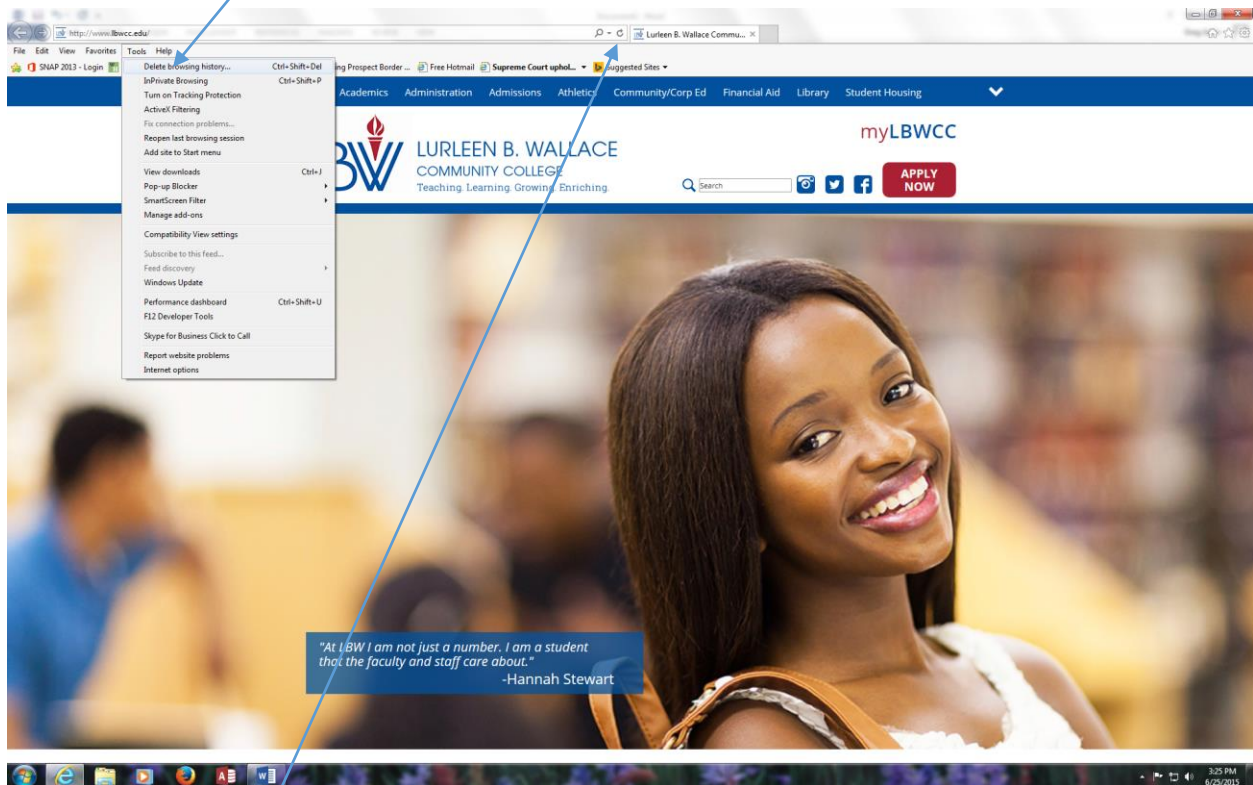 http://www.lbwcc.edu/
Lurleen B. Wallace Commu...
File Edit View Favorites Tools Help
SNAP 2013 - Login
ing Prospect Border ... Free Hotmail Supreme Court uphol... Suggested Sites
Delete browsing history... Ctrl+Shift+Del
InPrivate Browsing Ctrl+Shift+P
Turn on Tracking Protection
ActiveX Filtering
Fix connection problems...
Reopen last browsing session
Add site to Start menu
View downloads Ctrl+J
Pop-up Blocker
SmartScreen Filter
Manage add-ons
Compatibility View settings
Subscribe to this feed...
Feed discovery
Windows Update
Performance dashboard Ctrl+Shift+U
F12 Developer Tools
Skype for Business Click to Call
Report website problems
Internet options
Academics Administration Admissions Athletics Community/Corp Ed Financial Aid Library Student Housing
BW
LURLEEN B. WALLACE
COMMUNITY COLLEGE
Teaching. Learning. Growing. Enriching.
myLBWCC
Search
APPLY
NOW
"At LBW I am not just a number. I am a student
that the faculty and staff care about."
-Hannah Stewart
3:25 PM
6/25/2015